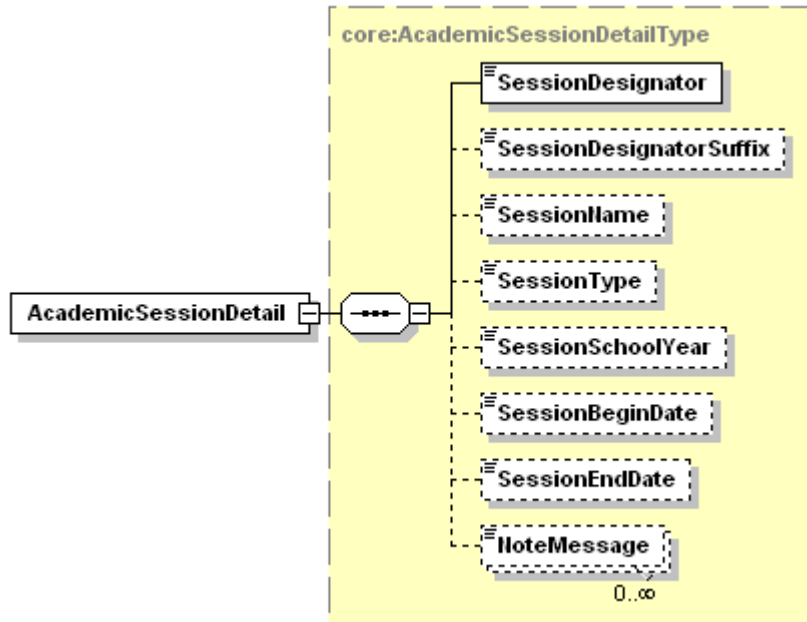 core:AcademicSessionDetailType
SessionDesignator
SessionDesignatorSuffix
SessionName
SessionType
AcademicSessionDetail
SessionSchoolYear
SessionBeginDate
SessionEndDate
NoteMessage
0..∞